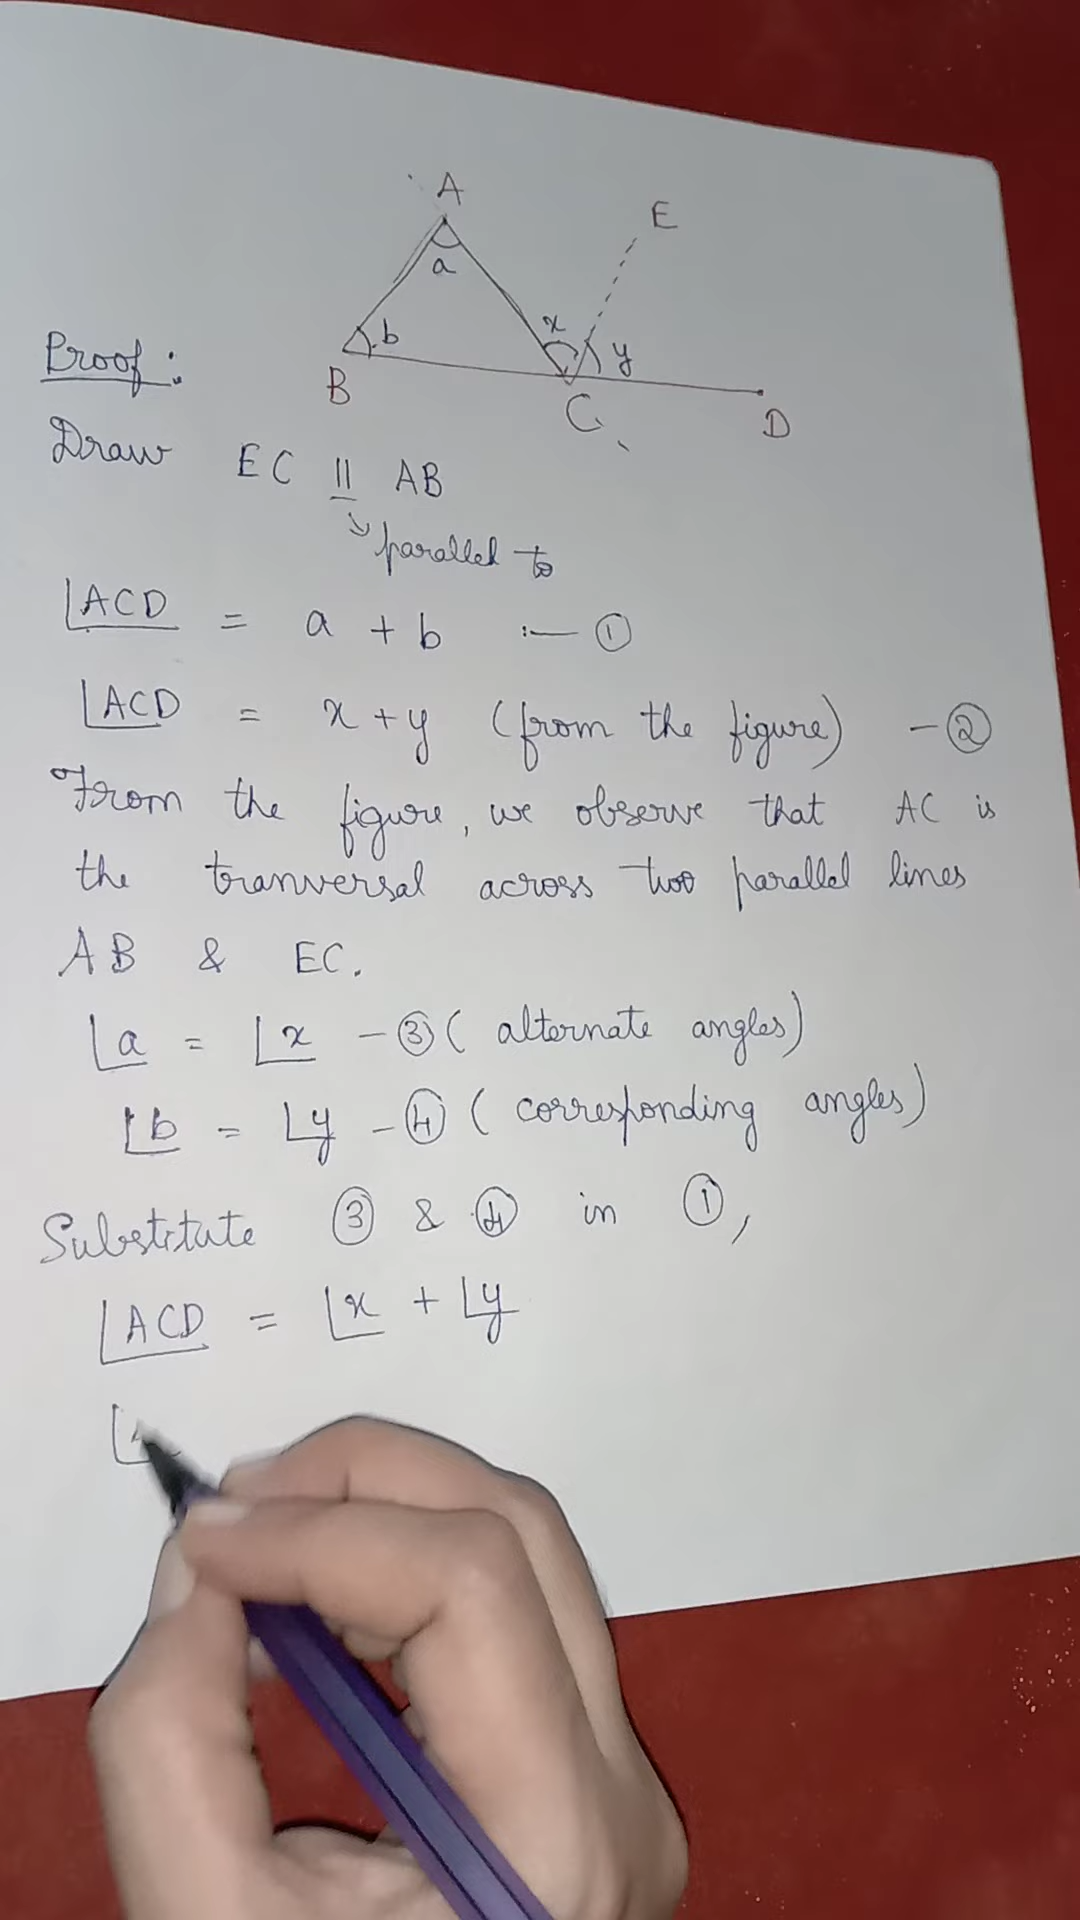 A
E
a
x
b
y
B
C
D
Proof:
Draw EC || AB
parallel to
∠ACD = a + b — ①
∠ACD = x + y (from the figure) - ②
From the figure, we observe that AC is
the tranversal across two parallel lines
AB & EC.
∠a = ∠x - ③ ( alternate angles)
∠b = ∠y - ④ ( corresponding angles)
Substitute ③ & ④ in ①,
∠ACD = ∠x + ∠y